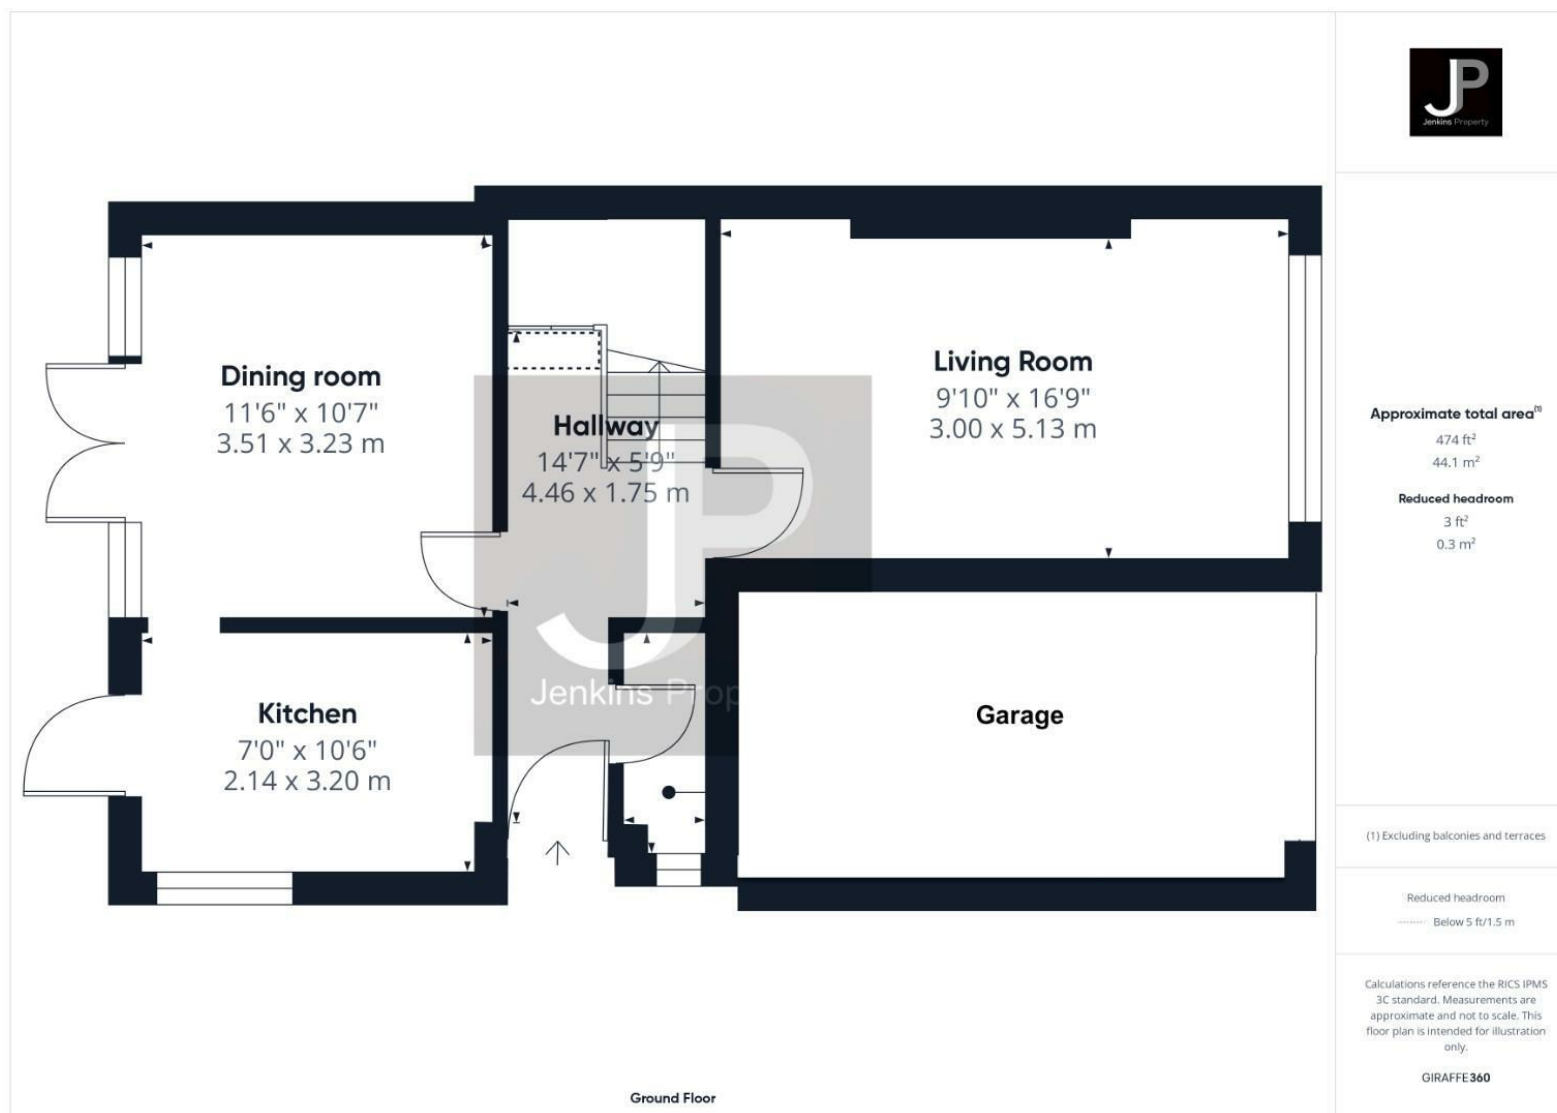 Dining room
11'6" x 10'7"
3.51 x 3.23 m
Hallway
14'7" x 5'9"
4.46 x 1.75 m
Living Room
9'10" x 16'9"
3.00 x 5.13 m
Kitchen
7'0" x 10'6"
2.14 x 3.20 m
Garage
JP
Jenkins Prop
Ground Floor
JP
Jenkins Property
Approximate total area(1)
474 ft²
44.1 m²
Reduced headroom
3 ft²
0.3 m²
(1) Excluding balconies and terraces
Reduced headroom
Below 5 ft/1.5 m
Calculations reference the RICS IPMS
3C standard. Measurements are
approximate and not to scale. This
floor plan is intended for illustration
only.
GIRAFFE360